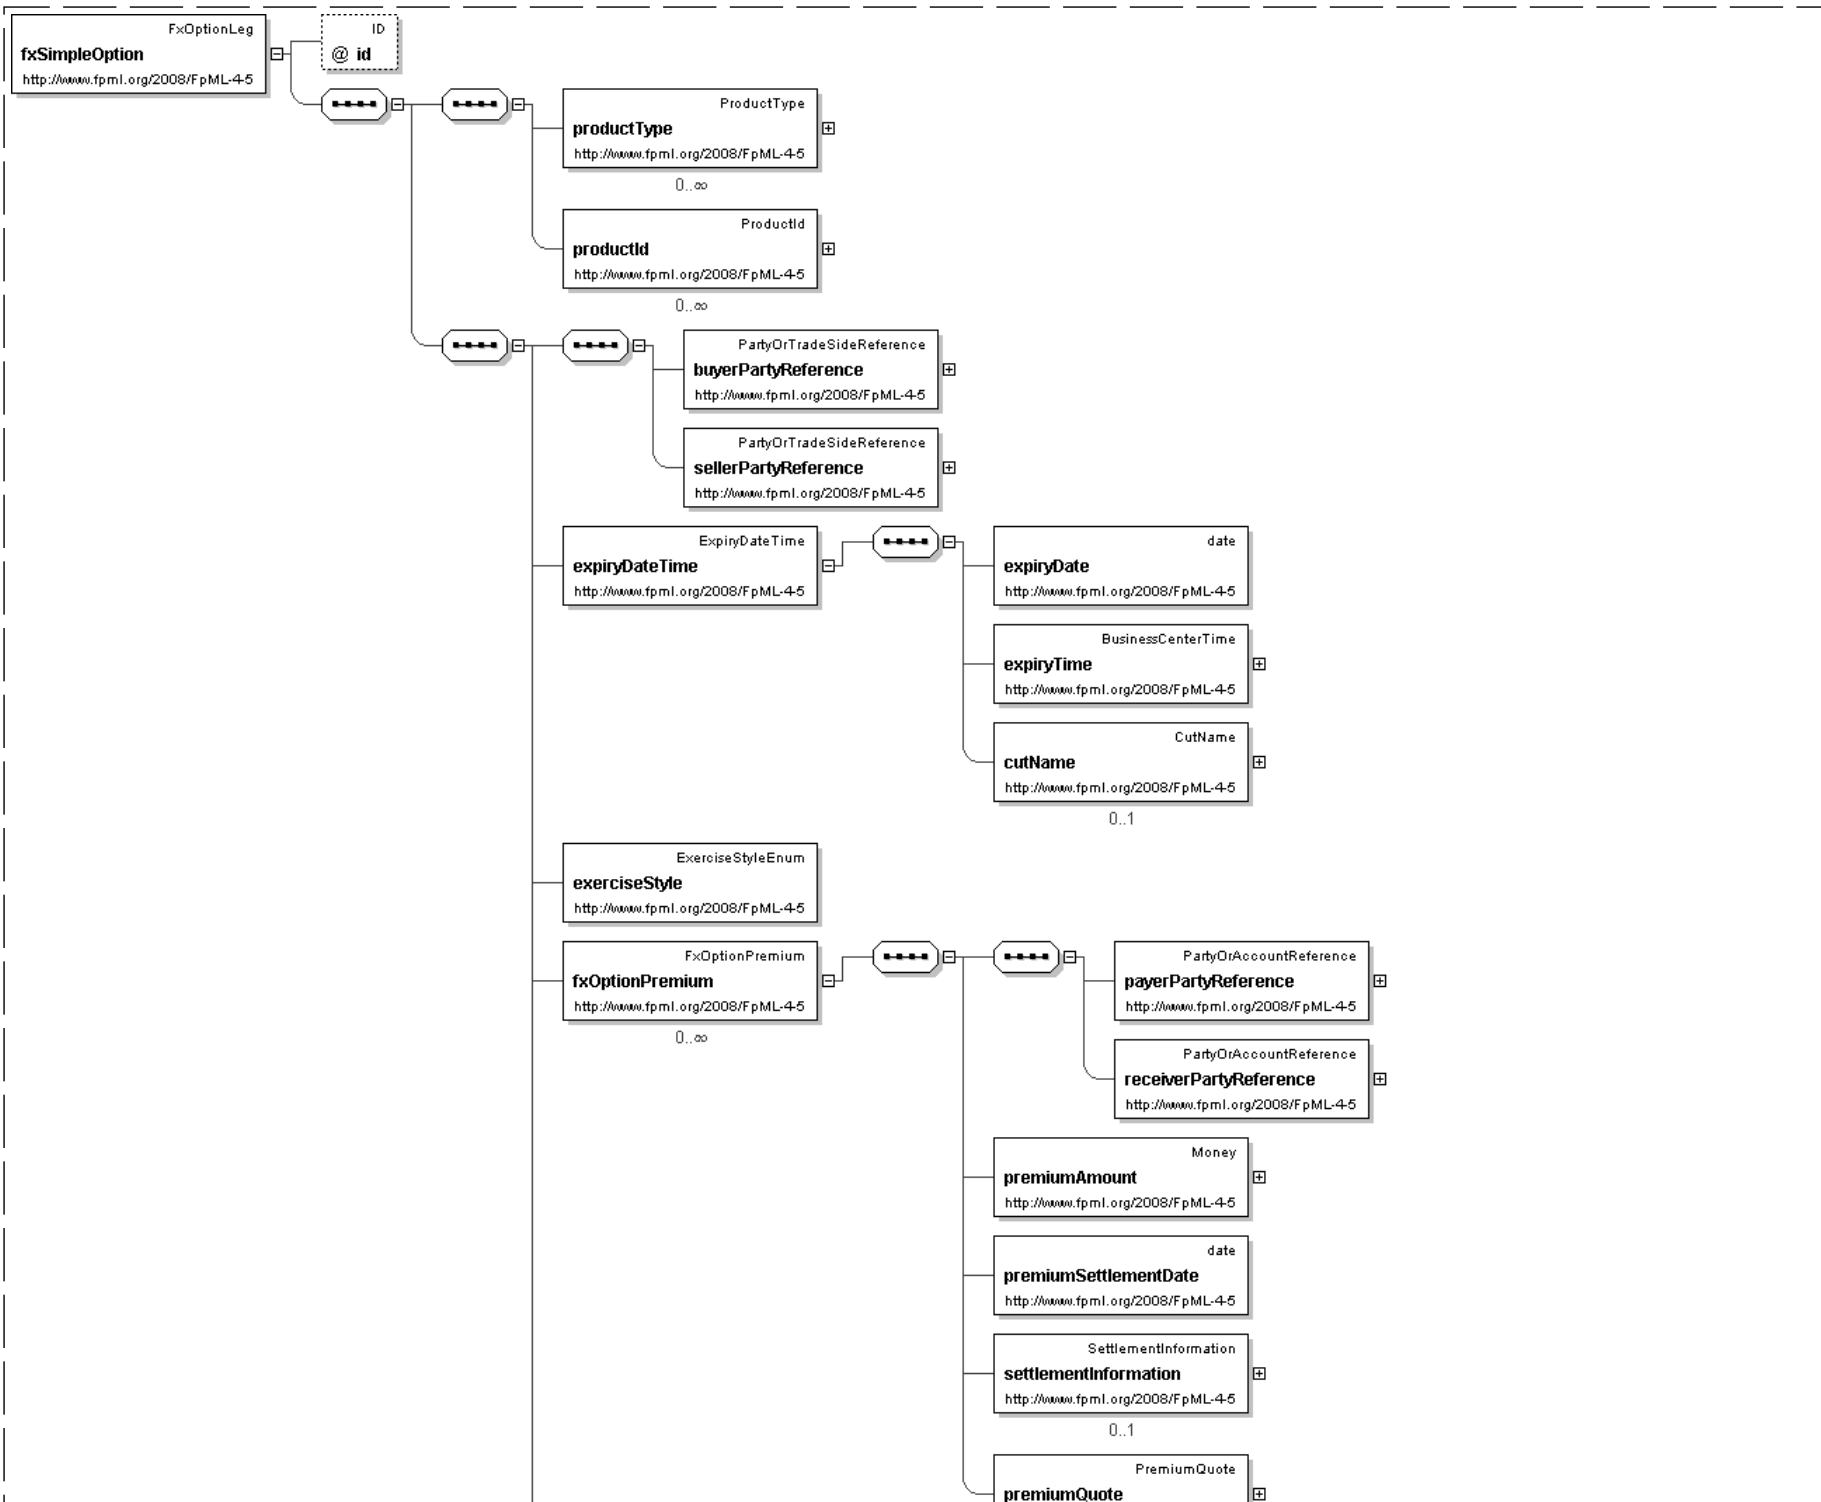 FxOptionLeg
fxSimpleOption
http://www.fpml.org/2008/FpML-4-5
ID
@ id
ProductType
productType
http://www.fpml.org/2008/FpML-4-5
0..∞
ProductId
productId
http://www.fpml.org/2008/FpML-4-5
0..∞
PartyOrTradeSideReference
buyerPartyReference
http://www.fpml.org/2008/FpML-4-5
PartyOrTradeSideReference
sellerPartyReference
http://www.fpml.org/2008/FpML-4-5
ExpiryDateTime
expiryDateTime
http://www.fpml.org/2008/FpML-4-5
date
expiryDate
http://www.fpml.org/2008/FpML-4-5
BusinessCenterTime
expiryTime
http://www.fpml.org/2008/FpML-4-5
CutName
cutName
http://www.fpml.org/2008/FpML-4-5
0..1
ExerciseStyleEnum
exerciseStyle
http://www.fpml.org/2008/FpML-4-5
FxOptionPremium
fxOptionPremium
http://www.fpml.org/2008/FpML-4-5
0..∞
PartyOrAccountReference
payerPartyReference
http://www.fpml.org/2008/FpML-4-5
PartyOrAccountReference
receiverPartyReference
http://www.fpml.org/2008/FpML-4-5
Money
premiumAmount
http://www.fpml.org/2008/FpML-4-5
date
premiumSettlementDate
http://www.fpml.org/2008/FpML-4-5
SettlementInformation
settlementInformation
http://www.fpml.org/2008/FpML-4-5
0..1
PremiumQuote
premiumQuote